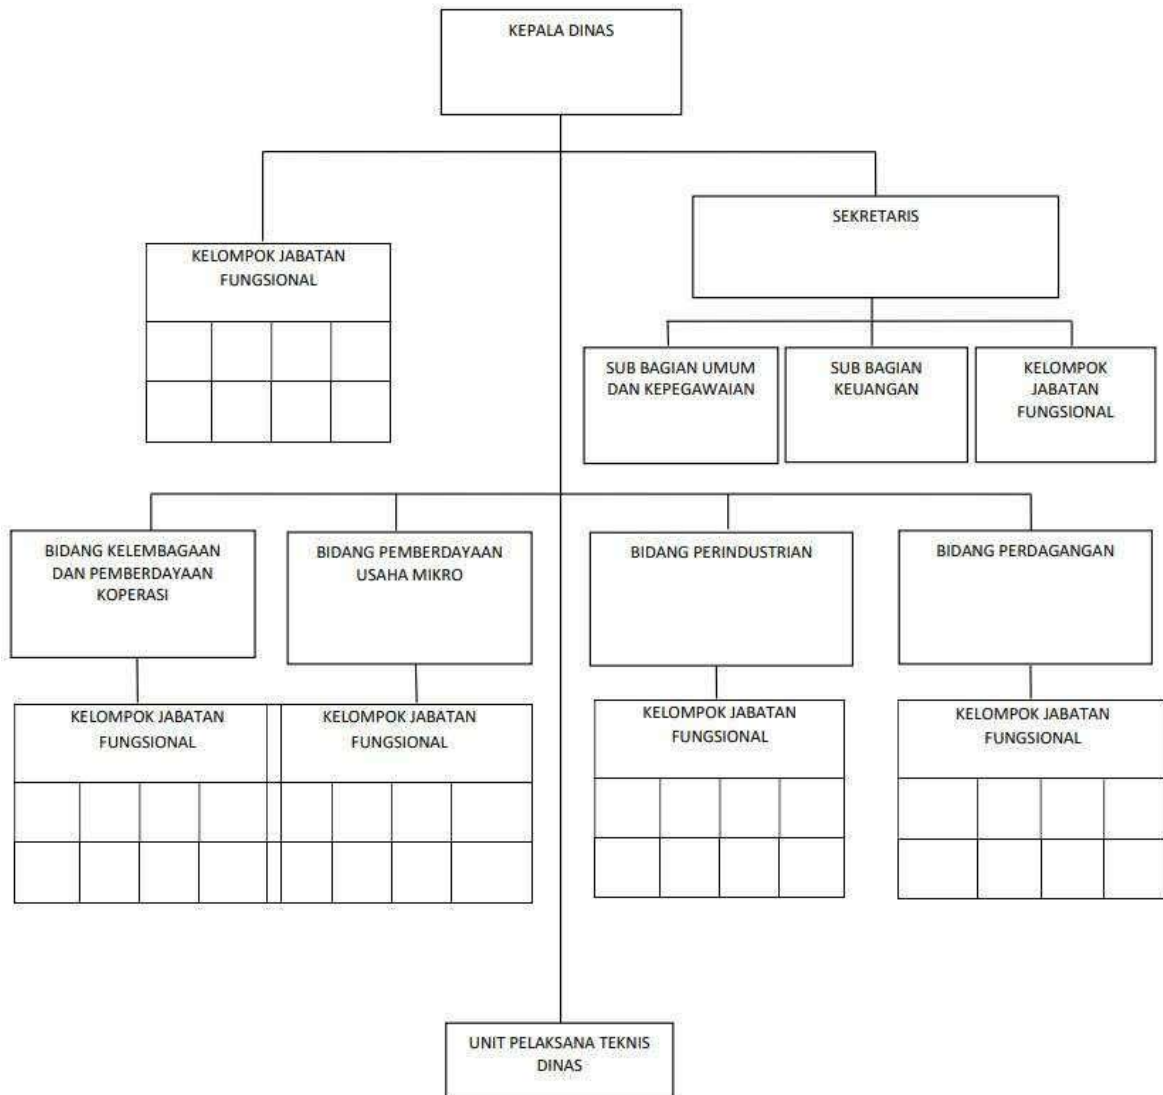 KEPALA DINAS
SEKRETARIS
KELOMPOK JABATAN
FUNGSIONAL
SUB BAGIAN UMUM
DAN KEPEGAWAIAN
SUB BAGIAN
KEUANGAN
KELOMPOK
JABATAN
FUNGSIONAL
BIDANG KELEMBAGAAN
DAN PEMBERDAYAAN
KOPERASI
BIDANG PEMBERDAYAAN
USAHA MIKRO
BIDANG PERINDUSTRIAN
BIDANG PERDAGANGAN
KELOMPOK JABATAN
FUNGSIONAL
KELOMPOK JABATAN
FUNGSIONAL
KELOMPOK JABATAN
FUNGSIONAL
KELOMPOK JABATAN
FUNGSIONAL
UNIT PELAKSANA TEKNIS
DINAS